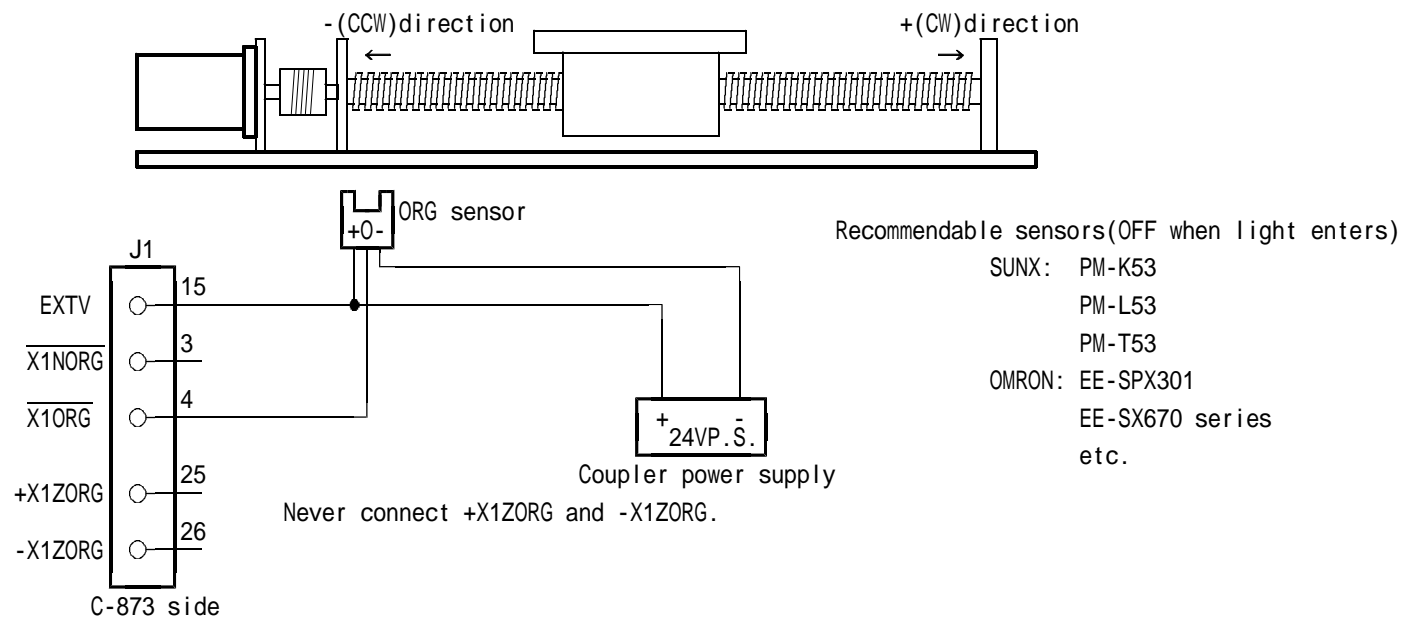 -(CCW)direction
+(CW)direction
←
→
ORG sensor
+O-
Recommendable sensors(OFF when light enters)
J1
SUNX: PM-K53
EXTV 15
PM-L53
X1NORG 3
PM-T53
X1ORG 4
OMRON: EE-SPX301
+ -
24VP.S.
EE-SX670 series
etc.
Coupler power supply
+X1ZORG 25
Never connect +X1ZORG and -X1ZORG.
-X1ZORG 26
C-873 side